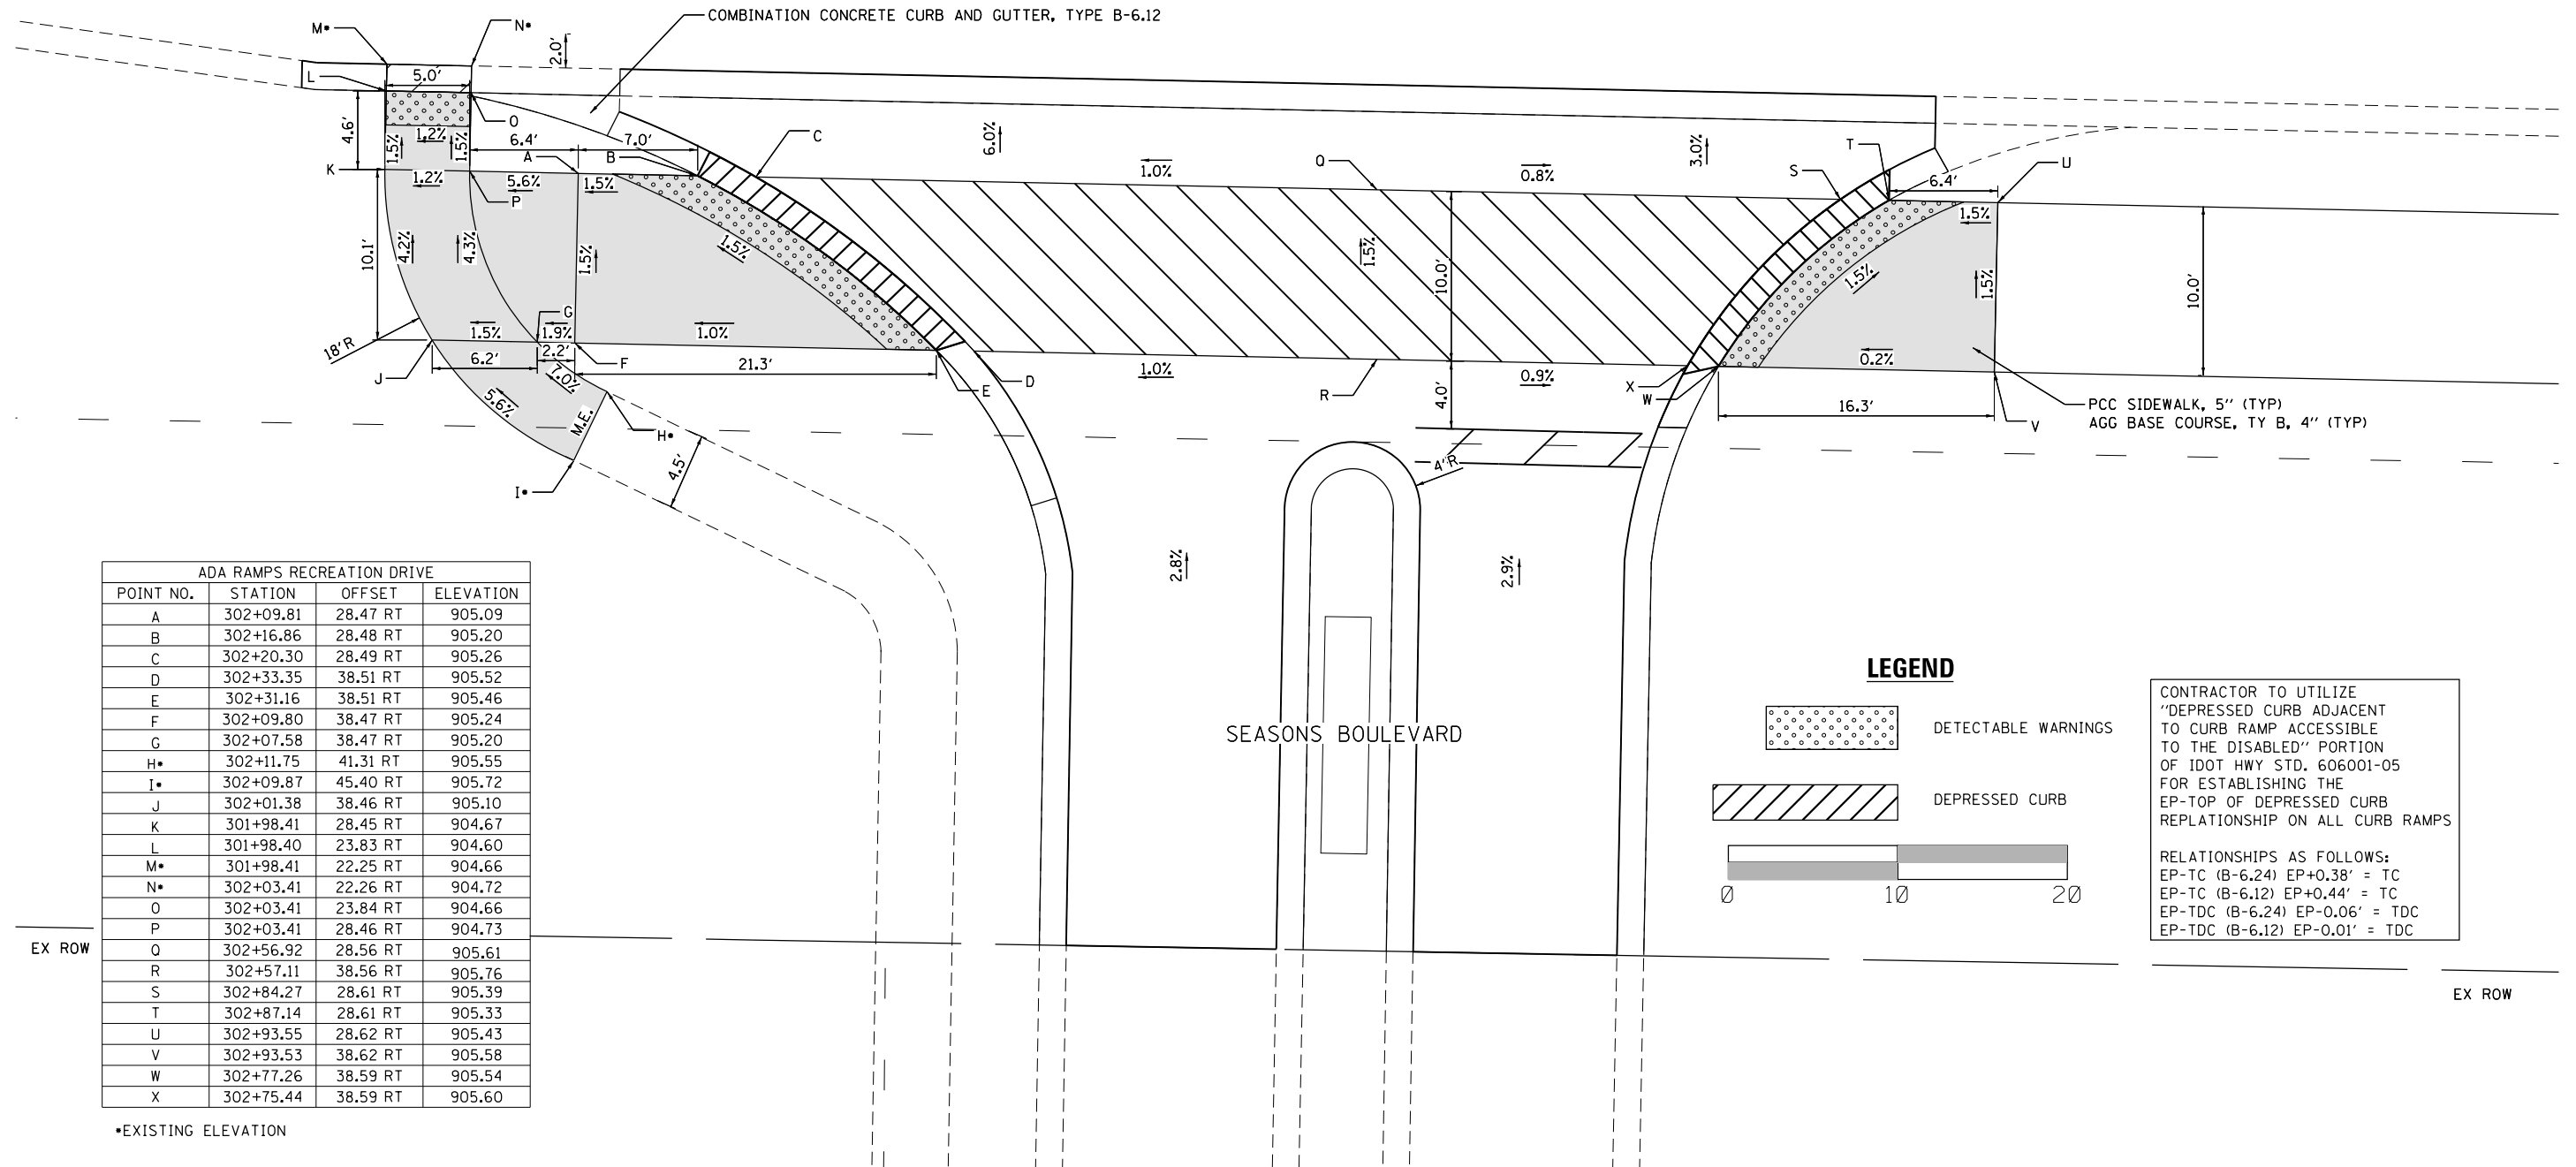 COMBINATION CONCRETE CURB AND GUTTER, TYPE B-6.12
M*
N*
2.0'
L
5.0'
O
4.6'
1.2%
1.5%
1.5%
6.4'
7.0'
A
B
C
6.0%
1.0%
Q
0.8%
3.0%
T
S
U
6.4'
K
1.2%
5.6%
1.5%
P
1.5%
10.1'
4.2%
4.3%
1.5%
1.5%
1.5%
10.0'
1.5%
1.5%
10.0'
G
1.5%
1.9%
1.0%
18'R
6.2'
2.2'
F
J
7.0%
21.3'
E
D
1.0%
R
0.9%
4.0'
X
W
0.2%
16.3'
V
PCC SIDEWALK, 5" (TYP)
AGG BASE COURSE, TY B, 4" (TYP)
5.6%
M.E.
H*
4.5'
I*
4'R
2.8%
2.9%
SEASONS BOULEVARD
ADA RAMPS RECREATION DRIVE
POINT NO. STATION OFFSET ELEVATION
A 302+09.81 28.47 RT 905.09
B 302+16.86 28.48 RT 905.20
C 302+20.30 28.49 RT 905.26
D 302+33.35 38.51 RT 905.52
E 302+31.16 38.51 RT 905.46
F 302+09.80 38.47 RT 905.24
G 302+07.58 38.47 RT 905.20
H* 302+11.75 41.31 RT 905.55
I* 302+09.87 45.40 RT 905.72
J 302+01.38 38.46 RT 905.10
K 301+98.41 28.45 RT 904.67
L 301+98.40 23.83 RT 904.60
M* 301+98.41 22.25 RT 904.66
N* 302+03.41 22.26 RT 904.72
O 302+03.41 23.84 RT 904.66
P 302+03.41 28.46 RT 904.73
Q 302+56.92 28.56 RT 905.61
R 302+57.11 38.56 RT 905.76
S 302+84.27 28.61 RT 905.39
T 302+87.14 28.61 RT 905.33
U 302+93.55 28.62 RT 905.43
V 302+93.53 38.62 RT 905.58
W 302+77.26 38.59 RT 905.54
X 302+75.44 38.59 RT 905.60
*EXISTING ELEVATION
LEGEND
DETECTABLE WARNINGS
DEPRESSED CURB
0 10 20
CONTRACTOR TO UTILIZE
"DEPRESSED CURB ADJACENT
TO CURB RAMP ACCESSIBLE
TO THE DISABLED" PORTION
OF IDOT HWY STD. 606001-05
FOR ESTABLISHING THE
EP-TOP OF DEPRESSED CURB
REPLATIONSHIP ON ALL CURB RAMPS
RELATIONSHIPS AS FOLLOWS:
EP-TC (B-6.24) EP+0.38' = TC
EP-TC (B-6.12) EP+0.44' = TC
EP-TDC (B-6.24) EP-0.06' = TDC
EP-TDC (B-6.12) EP-0.01' = TDC
EX ROW
EX ROW